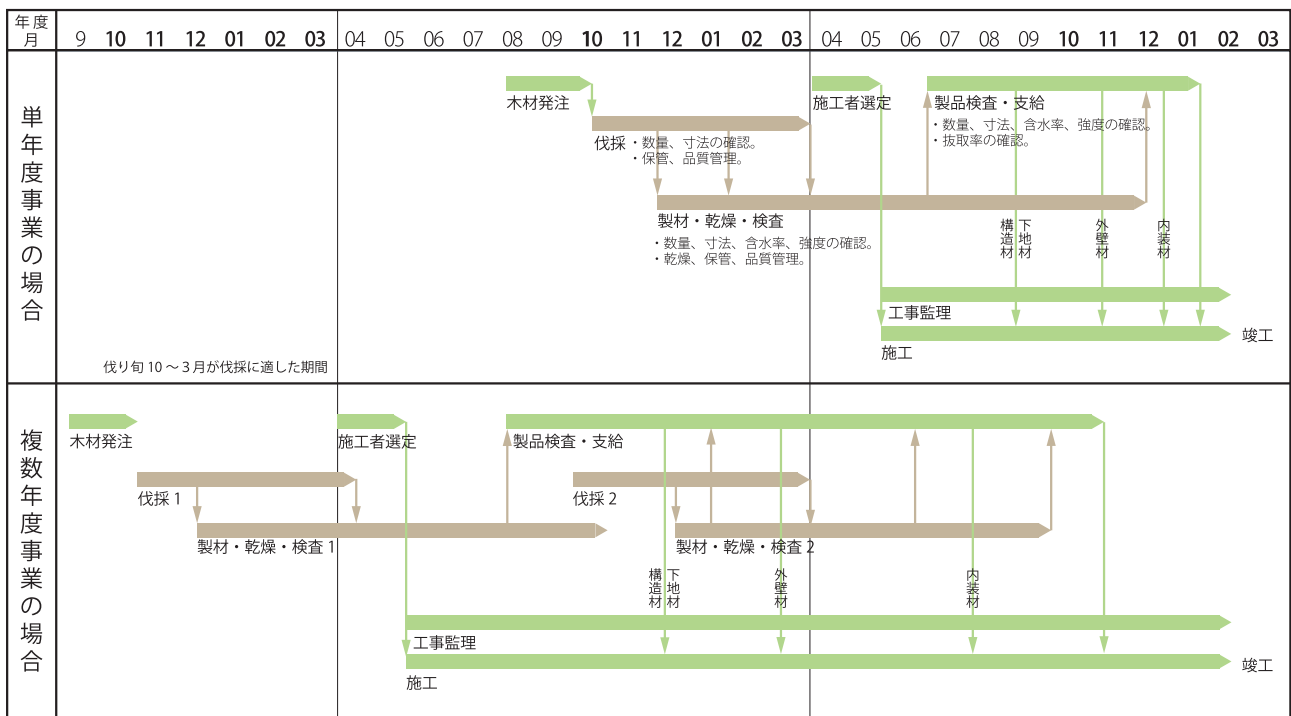 年度
月 9 10 11 12 01 02 03 04 05 06 07 08 09 10 11 12 01 02 03 04 05 06 07 08 09 10 11 12 01 02 03
単年度事業の場合
木材発注
施工者選定
製品検査・支給
・数量、寸法、含水率、強度の確認。
・抜取率の確認。
伐採
・数量、寸法の確認。
・保管、品質管理。
製材・乾燥・検査
・数量、寸法、含水率、強度の確認。
・乾燥、保管、品質管理。
構造材
下地材
外壁材
内装材
工事監理
施工
竣工
伐り旬 10 ～ 3 月が伐採に適した期間
複数年度事業の場合
木材発注
施工者選定
製品検査・支給
伐採 1
伐採 2
製材・乾燥・検査 1
製材・乾燥・検査 2
構造材
下地材
外壁材
内装材
工事監理
施工
竣工